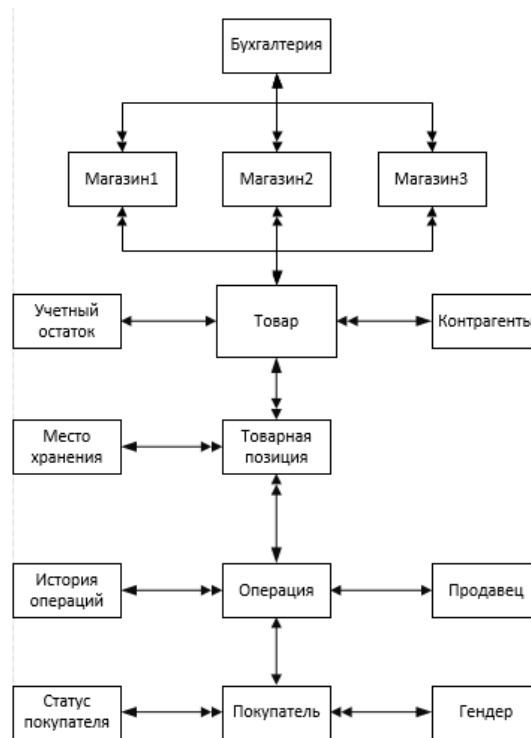 Бухгалтерия
Магазин1
Магазин2
Магазин3
Учетный
остаток
Товар
Контрагенты
Место
хранения
Товарная
позиция
История
операций
Операция
Продавец
Статус
покупателя
Покупатель
Гендер